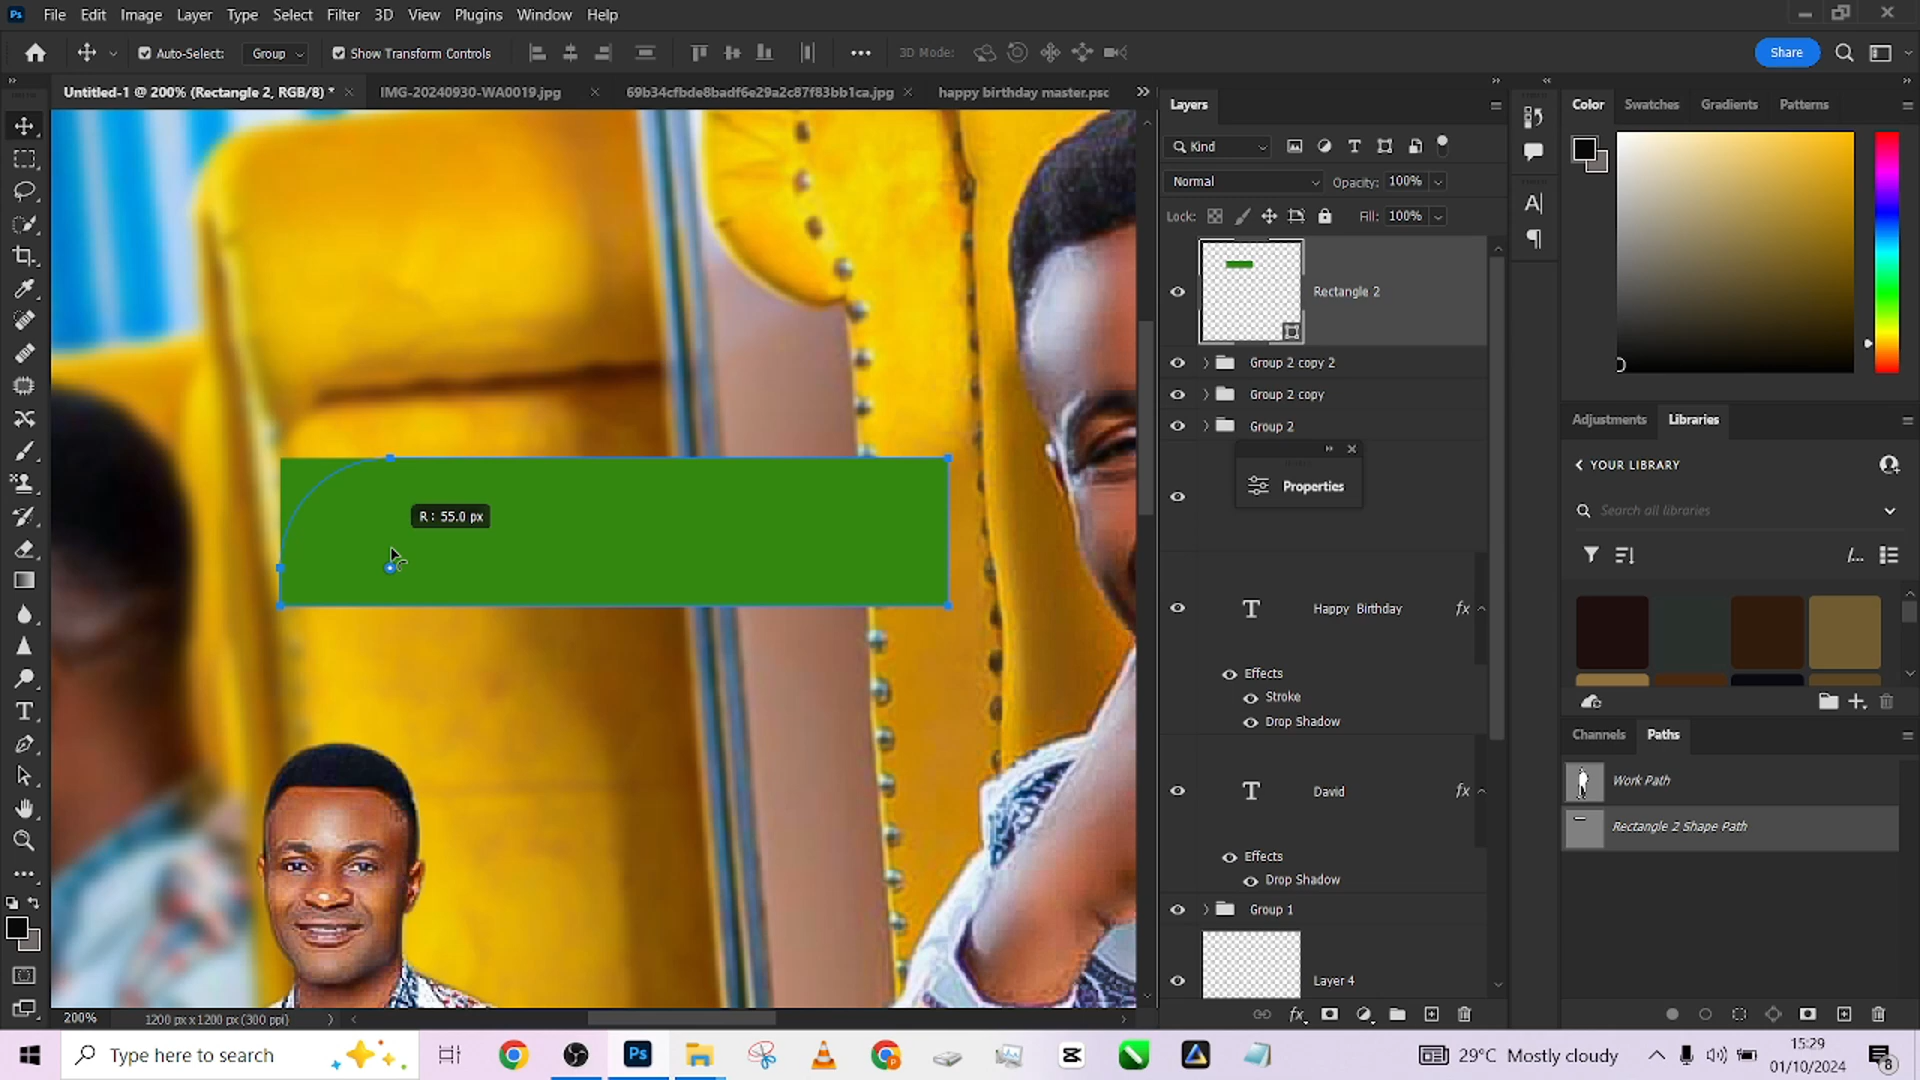 Ps File Edit Image Layer Type Select Filter 3D View Plugins Window Help
Auto-Select: Group Show Transform Controls 3D Mode: Share
Untitled-1 @ 200% (Rectangle 2, RGB/8) * IMG-20240930-WA0019.jpg 69b34cfbde8badf6e29a2c87f83bb1ca.jpg happy birthday master.psc
R : 55.0 px
200% 1200 px x 1200 px (300 ppi)
Layers
Kind
Normal Opacity: 100%
Lock: Fill: 100%
Rectangle 2
Group 2 copy 2
Group 2 copy
Group 2
Properties
Happy Birthday fx
Effects
Stroke
Drop Shadow
David fx
Effects
Drop Shadow
Group 1
Layer 4
fx
Color Swatches Gradients Patterns
Adjustments Libraries
YOUR LIBRARY
Search all libraries
Channels Paths
Work Path
Rectangle 2 Shape Path
Type here to search
Ps
29°C Mostly cloudy
15:29
01/10/2024
8